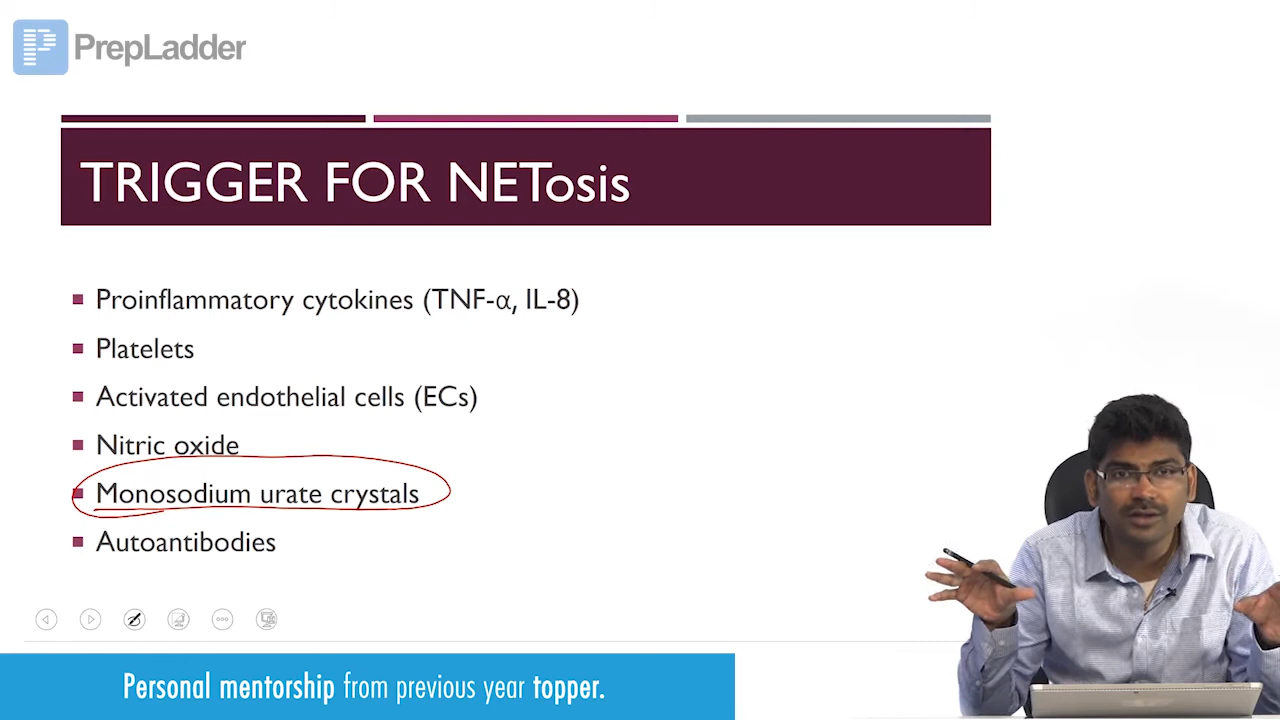 PrepLadder
TRIGGER FOR NETosis
Proinflammatory cytokines (TNF-α, IL-8)
Platelets
Activated endothelial cells (ECs)
Nitric oxide
Monosodium urate crystals
Autoantibodies
Personal mentorship from previous year topper.